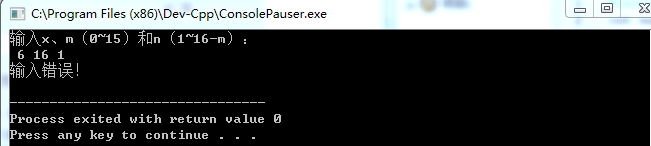 C:\Program Files (x86)\Dev-Cpp\ConsolePauser.exe
输入x、m（0~15）和n（1~16-m）：
6 16 1
输入错误!
--------------------------------
Process exited with return value 0
Press any key to continue . . .